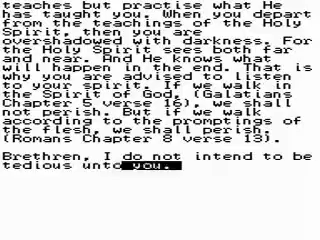 teaches but practise what He
has taught you. When you depart
from the teachings of the Holy
Spirit, then you are
overshadowed with darkness. For
the Holy Spirit sees both far
and near. And He knows what
will happen in the end. That is
why you are advised to listen
to your spirit. If we walk in
the Spirit of God, (Galatians
Chapter 5 verse 16), we shall
not perish. But if we walk
according to the promptings of
the flesh, we shall perish,
(Romans Chapter 8 verse 13).

Brethren, I do not intend to be
tedious unto you.